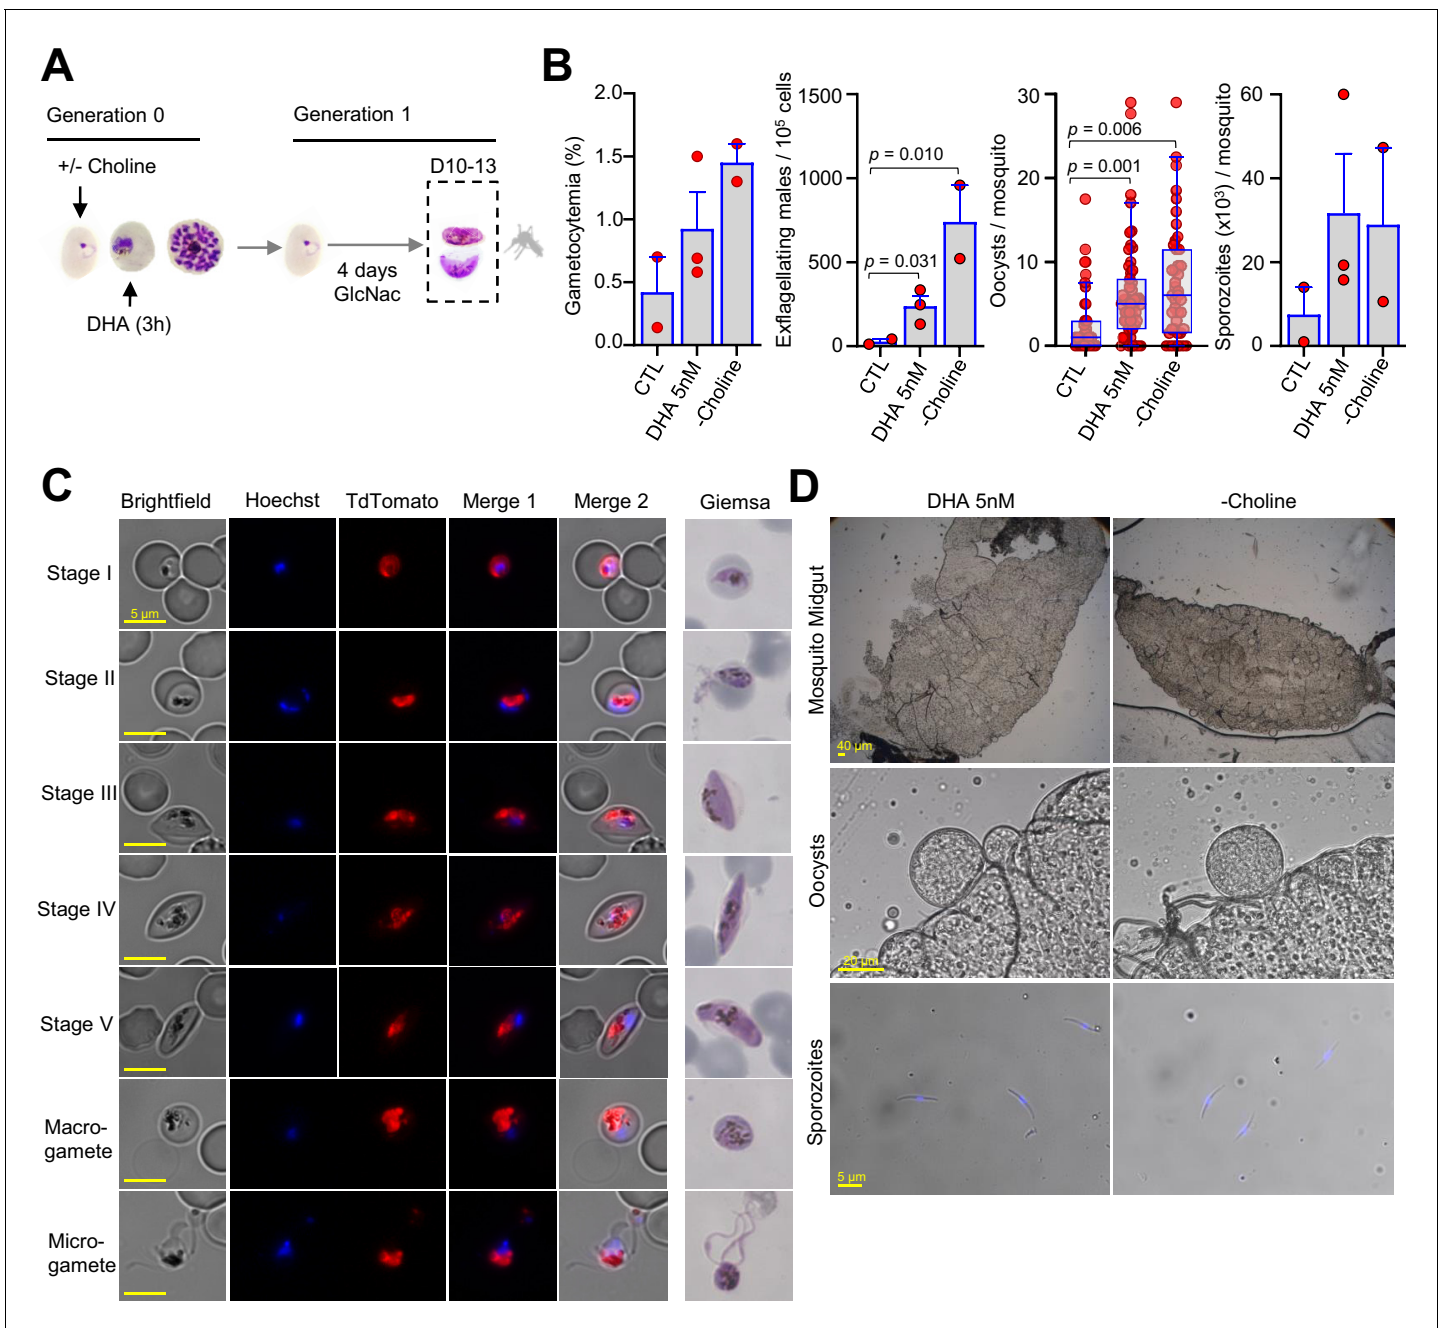 A
Generation 0
Generation 1
+/- Choline
D10-13
4 days
GlcNac
DHA (3h)
B
Gametocytemia (%)
2.0
1.5
1.0
0.5
0.0
CTL
DHA 5nM
-Choline
Exflagellating males / 10⁵ cells
1500
1000
500
0
p = 0.010
p = 0.031
CTL
DHA 5nM
-Choline
Oocysts / mosquito
30
20
10
0
p = 0.006
p = 0.001
CTL
DHA 5nM
-Choline
Sporozoites (x10³) / mosquito
60
40
20
0
CTL
DHA 5nM
-Choline
C
Brightfield Hoechst TdTomato Merge 1 Merge 2 Giemsa
Stage I
5 µm
Stage II
Stage III
Stage IV
Stage V
Macro-
gamete
Micro-
gamete
D
DHA 5nM -Choline
Mosquito Midgut
40 µm
Oocysts
20 µm
Sporozoites
5 µm